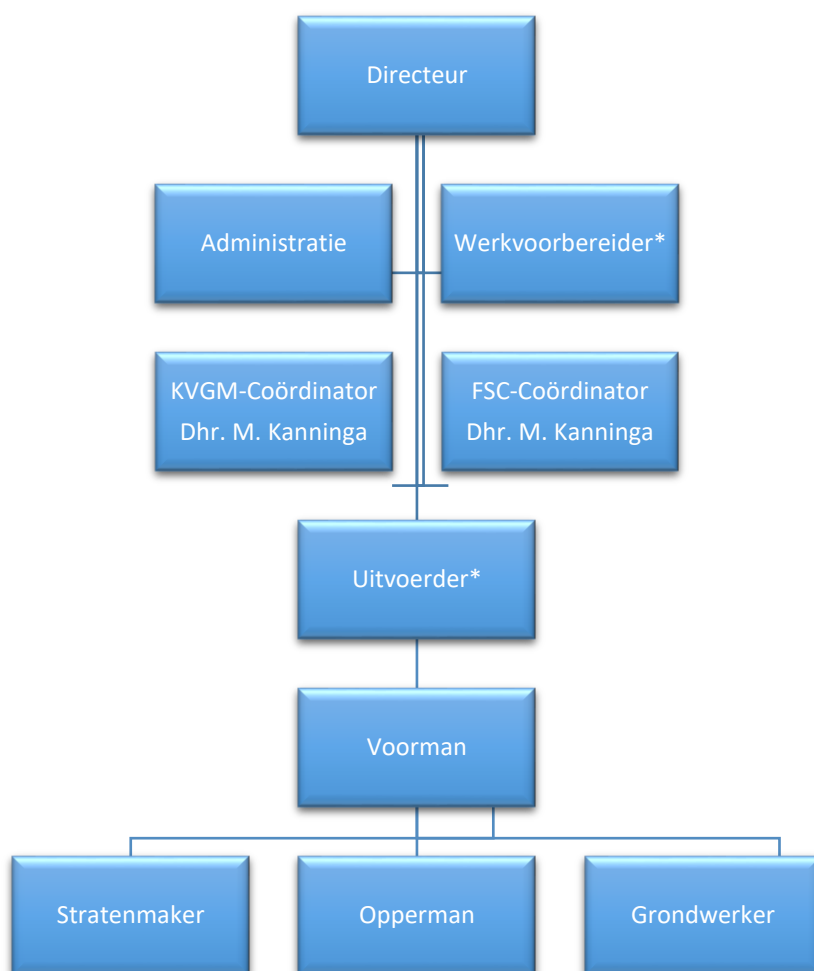 Directeur
Administratie
Werkvoorbereider*
KVGM-Coördinator
Dhr. M. Kanninga
FSC-Coördinator
Dhr. M. Kanninga
Uitvoerder*
Voorman
Stratenmaker
Opperman
Grondwerker